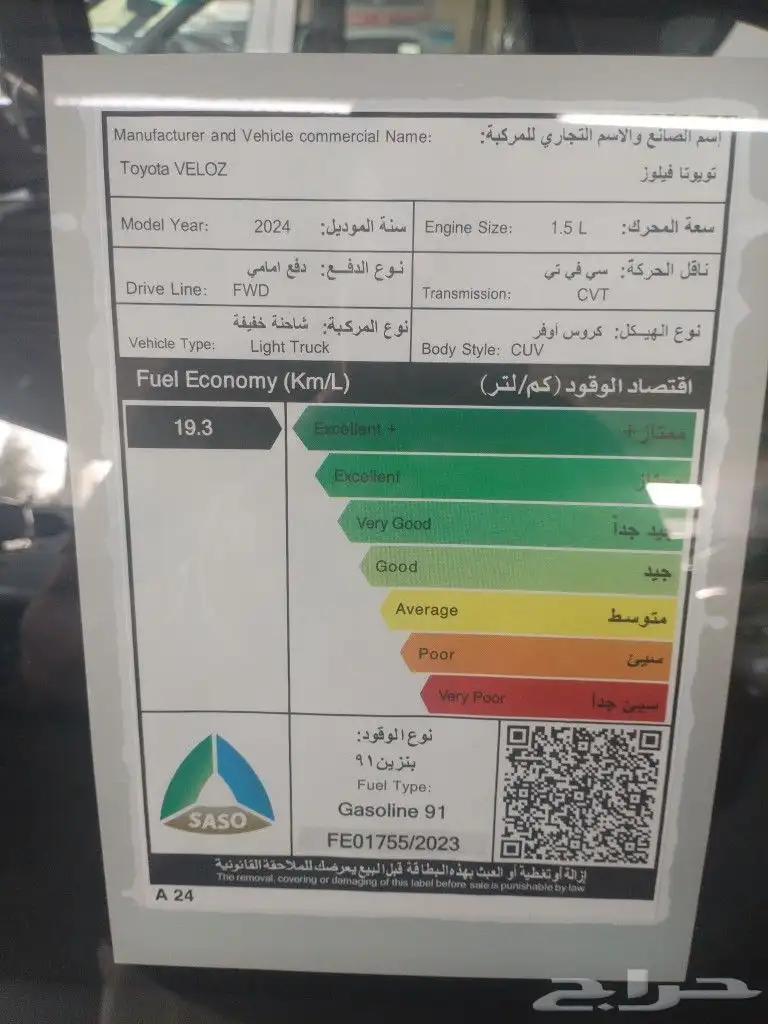 Manufacturer and Vehicle commercial Name: إسم الصانع والاسم التجاري للمركبة:
Toyota VELOZ تويوتا فيلوز
Model Year: 2024 سنة الموديل:
Engine Size: 1.5 L سعة المحرك:
نوع الدفـــع: دفع امامي
Drive Line: FWD
ناقل الحركة: سي في تي
Transmission: CVT
نوع المركبة: شاحنة خفيفة
Vehicle Type: Light Truck
نوع الهيـــكل: كروس أوفر
Body Style: CUV
Fuel Economy (Km/L) اقتصاد الوقود (كم/لتر)
19.3
Excellent + ممتاز+
Excellent ممتاز
Very Good جيد جداً
Good جيد
Average متوسط
Poor سيئ
Very Poor سيئ جداً
SASO
نوع الوقود:
بنزين ٩١
Fuel Type:
Gasoline 91
FE01755/2023
إزالة أو تغطية أو العبث بهذه البطاقة قبل البيع يعرضك للملاحقة القانونية
The removal, covering or damaging of this label before sale is punishable by law
A 24
حراج